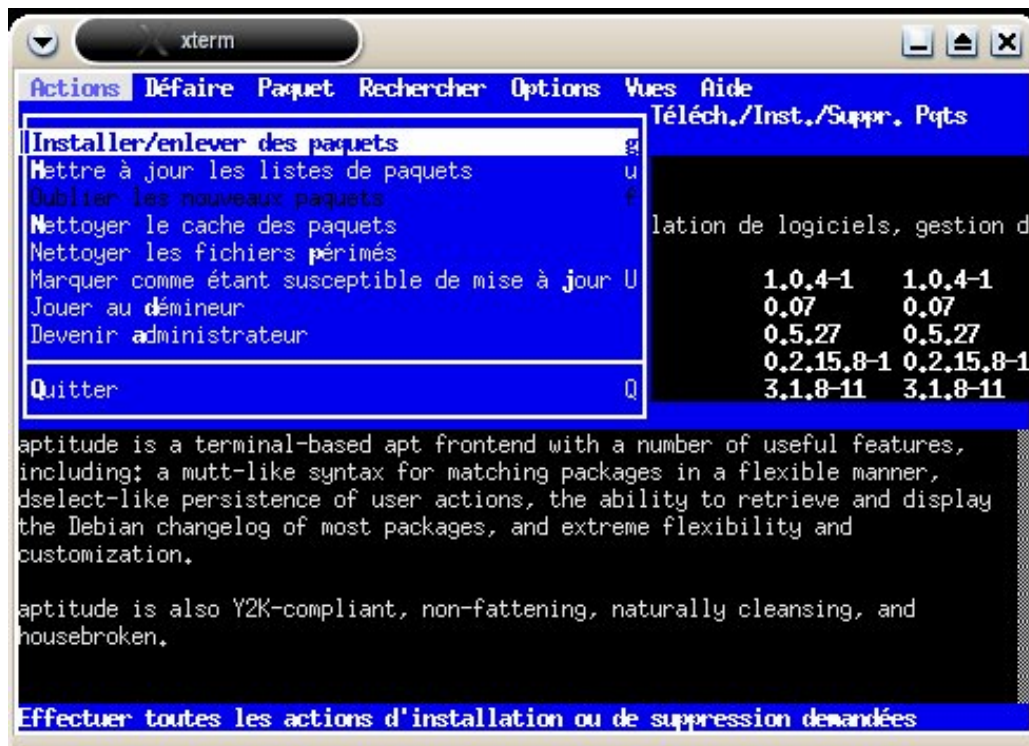 xterm
Actions Défaire Paquet Rechercher Options Vues Aide
Téléch./Inst./Suppr. Pqts
Installer/enlever des paquets g
Mettre à jour les listes de paquets u
Oublier les nouveaux paquets f
Nettoyer le cache des paquets
lation de logiciels, gestion d
Nettoyer les fichiers périmés
Marquer comme étant susceptible de mise à jour U
1.0.4-1 1.0.4-1
Jouer au démineur
0.07 0.07
Devenir administrateur
0.5.27 0.5.27
0.2.15.8-1 0.2.15.8-1
Quitter Q
3.1.8-11 3.1.8-11
aptitude is a terminal-based apt frontend with a number of useful features,
including: a mutt-like syntax for matching packages in a flexible manner,
dselect-like persistence of user actions, the ability to retrieve and display
the Debian changelog of most packages, and extreme flexibility and
customization.
aptitude is also Y2K-compliant, non-fattening, naturally cleansing, and
housebroken.
Effectuer toutes les actions d'installation ou de suppression demandées